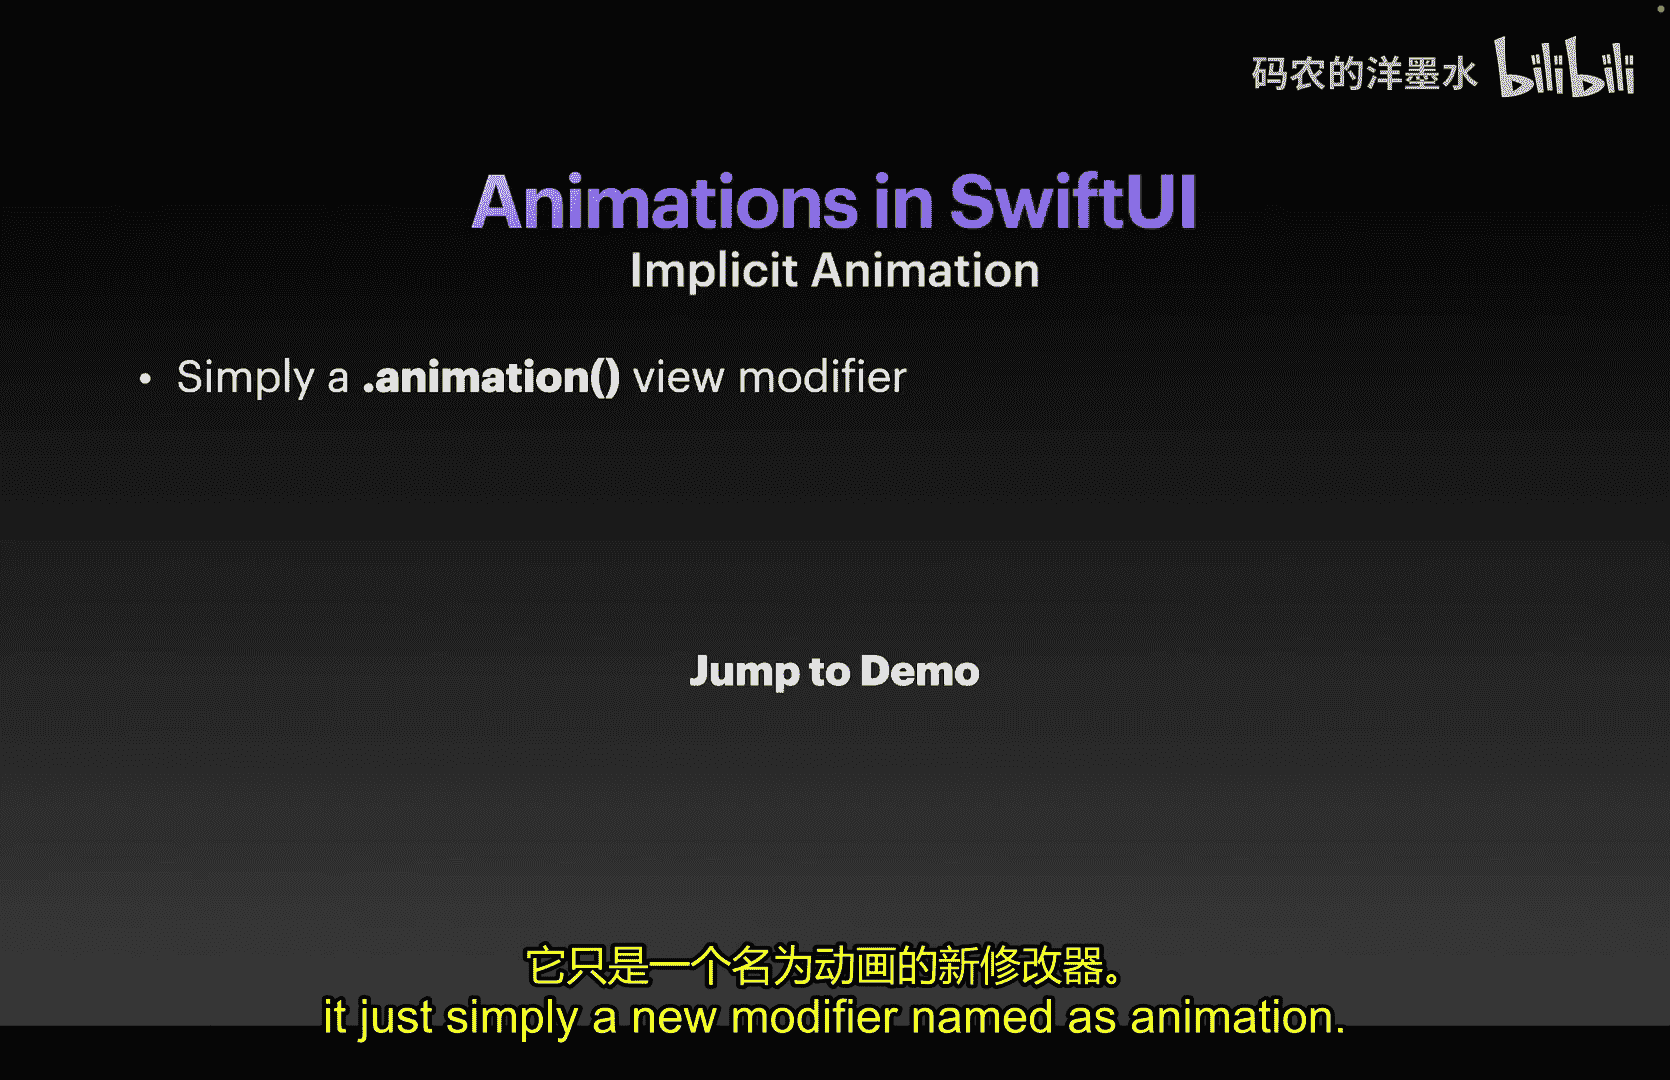 码农的洋墨水 bilibili
Animations in SwiftUI
Implicit Animation
• Simply a .animation() view modifier
Jump to Demo
它只是一个名为动画的新修改器。
it just simply a new modifier named as animation.